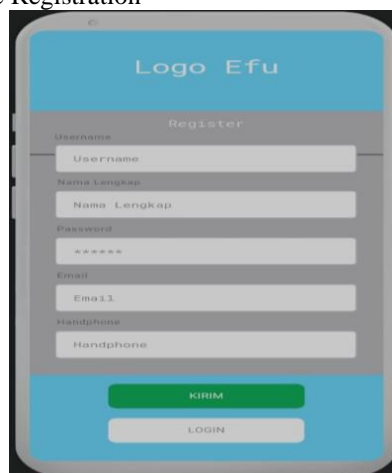 Registration
Logo Efu
Register
Username
Username
Nama Lengkap
Nama Lengkap
Password
******
Email
Email
Handphone
Handphone
KIRIM
LOGIN